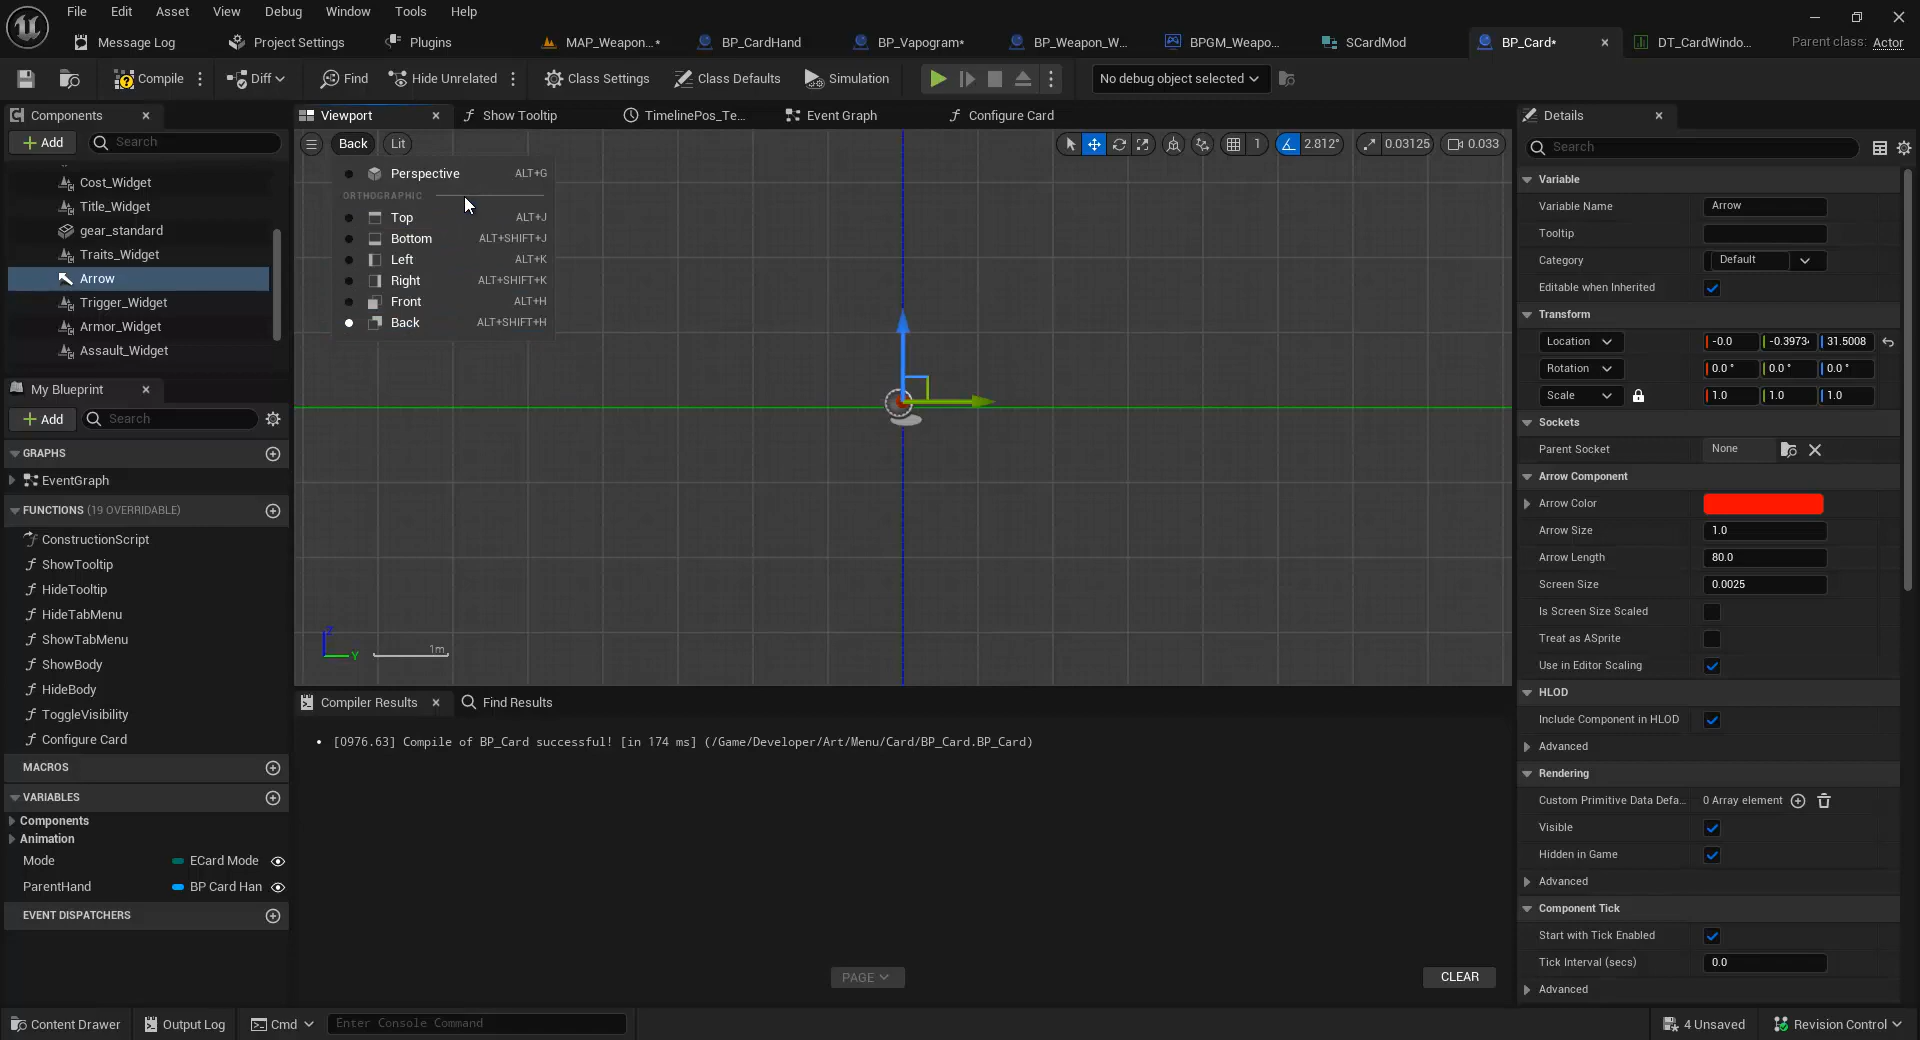 File Edit Asset View Debug Window Tools Help
Message Log Project Settings Plugins MAP_Weapon...* BP_CardHand BP_Vapogram* BP_Weapon_W... BPGM_Weapo... SCardMod BP_Card* DT_CardWindo... Parent class: Actor
Compile Diff Find Hide Unrelated Class Settings Class Defaults Simulation No debug object selected
Components
Add Search
Cost_Widget
Title_Widget
gear_standard
Traits_Widget
Arrow
Trigger_Widget
Armor_Widget
Assault_Widget
My Blueprint
Add Search
GRAPHS
EventGraph
FUNCTIONS (19 OVERRIDABLE)
ConstructionScript
ShowTooltip
HideTooltip
HideTabMenu
ShowTabMenu
ShowBody
HideBody
ToggleVisibility
Configure Card
MACROS
VARIABLES
Components
Animation
Mode ECard Mode
ParentHand BP Card Han
EVENT DISPATCHERS
Viewport Show Tooltip TimelinePos_Te... Event Graph Configure Card
Back Lit 1 2.812° 0.03125 0.033
Perspective ALT+G
ORTHOGRAPHIC
Top ALT+J
Bottom ALT+SHIFT+J
Left ALT+K
Right ALT+SHIFT+K
Front ALT+H
Back ALT+SHIFT+H
Z
Y
1m
Compiler Results Find Results
[0976.63] Compile of BP_Card successful! [in 174 ms] (/Game/Developer/Art/Menu/Card/BP_Card.BP_Card)
PAGE CLEAR
Details
Search
Variable
Variable Name Arrow
Tooltip
Category Default
Editable when Inherited
Transform
Location -0.0 -0.3973 31.5008
Rotation 0.0 ° 0.0 ° 0.0 °
Scale 1.0 1.0 1.0
Sockets
Parent Socket None
Arrow Component
Arrow Color
Arrow Size 1.0
Arrow Length 80.0
Screen Size 0.0025
Is Screen Size Scaled
Treat as ASprite
Use in Editor Scaling
HLOD
Include Component in HLOD
Advanced
Rendering
Custom Primitive Data Defa... 0 Array element
Visible
Hidden in Game
Advanced
Component Tick
Start with Tick Enabled
Tick Interval (secs) 0.0
Advanced
Content Drawer Output Log Cmd Enter Console Command 4 Unsaved Revision Control